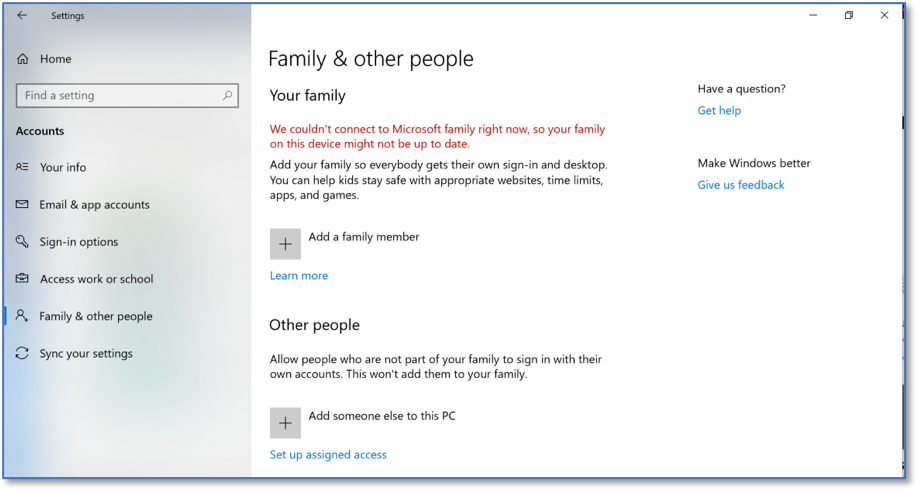 Settings
Home
Find a setting
Accounts
Your info
Email & app accounts
Sign-in options
Access work or school
Family & other people
Sync your settings
Family & other people
Your family
We couldn't connect to Microsoft family right now, so your family
on this device might not be up to date.
Add your family so everybody gets their own sign-in and desktop.
You can help kids stay safe with appropriate websites, time limits,
apps, and games.
Add a family member
Learn more
Other people
Allow people who are not part of your family to sign in with their
own accounts. This won't add them to your family.
Add someone else to this PC
Set up assigned access
Have a question?
Get help
Make Windows better
Give us feedback